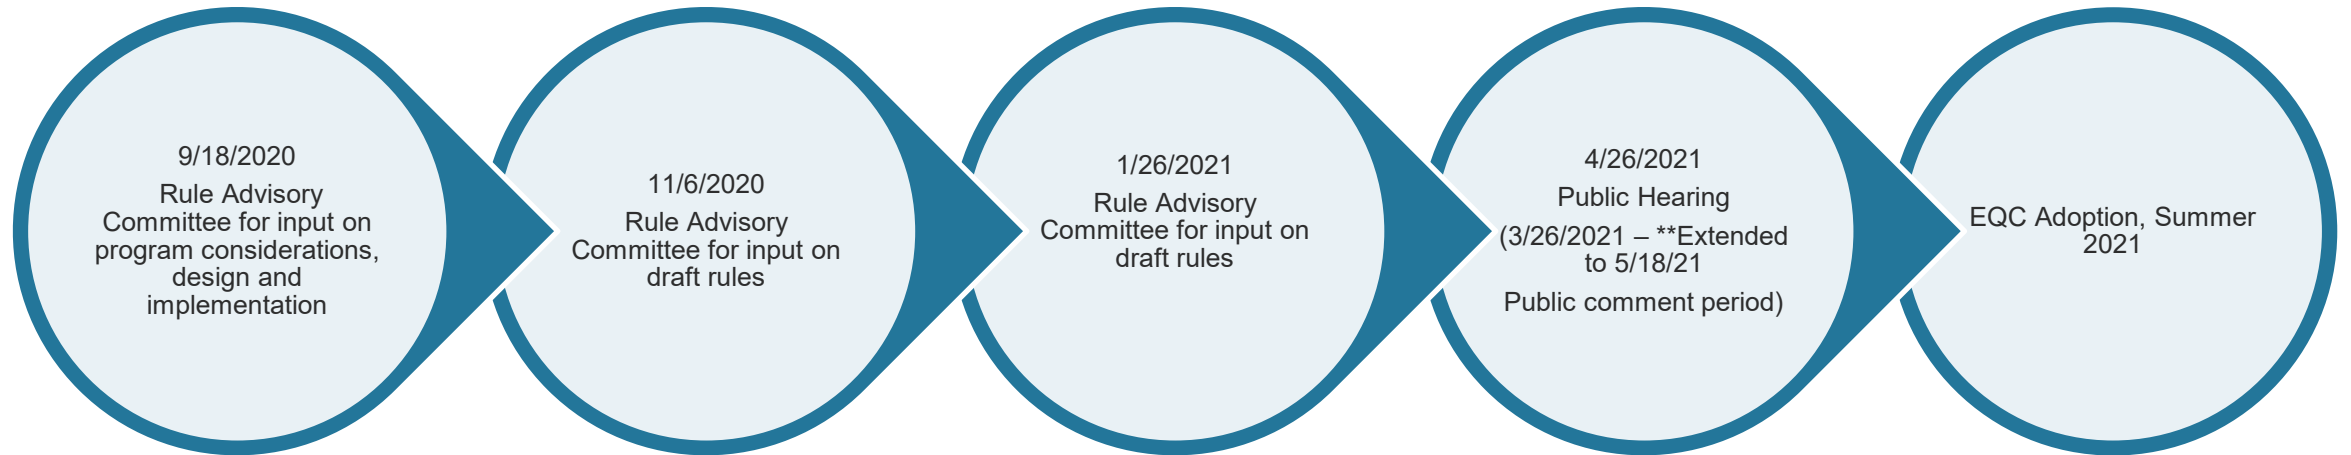 9/18/2020
Rule Advisory
Committee for input on
program considerations,
design and
implementation
11/6/2020
Rule Advisory
Committee for input on
draft rules
1/26/2021
Rule Advisory
Committee for input on
draft rules
4/26/2021
Public Hearing
(3/26/2021 – **Extended
to 5/18/21
Public comment period)
EQC Adoption, Summer
2021